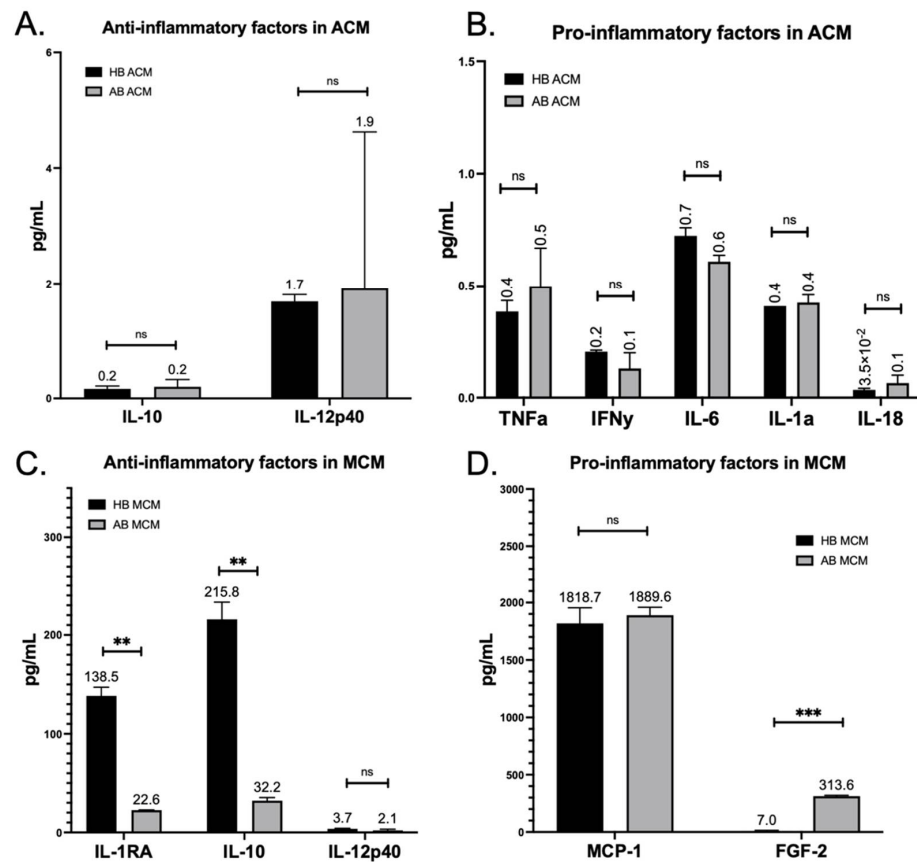 A.
Anti-inflammatory factors in ACM
6
4
2
0
pg/mL
HB ACM
AB ACM
ns
0.2
0.2
ns
1.7
1.9
IL-10
IL-12p40
B.
Pro-inflammatory factors in ACM
1.5
1.0
0.5
0.0
pg/mL
HB ACM
AB ACM
ns
0.4
0.5
ns
0.2
0.1
ns
0.7
0.6
ns
0.4
0.4
ns
3.5×10⁻²
0.1
TNFa
IFNy
IL-6
IL-1a
IL-18
C.
Anti-inflammatory factors in MCM
300
200
100
0
pg/mL
HB MCM
AB MCM
**
138.5
22.6
**
215.8
32.2
ns
3.7
2.1
IL-1RA
IL-10
IL-12p40
D.
Pro-inflammatory factors in MCM
3000
2500
2000
1500
1000
500
0
pg/mL
HB MCM
AB MCM
ns
1818.7
1889.6
***
7.0
313.6
MCP-1
FGF-2